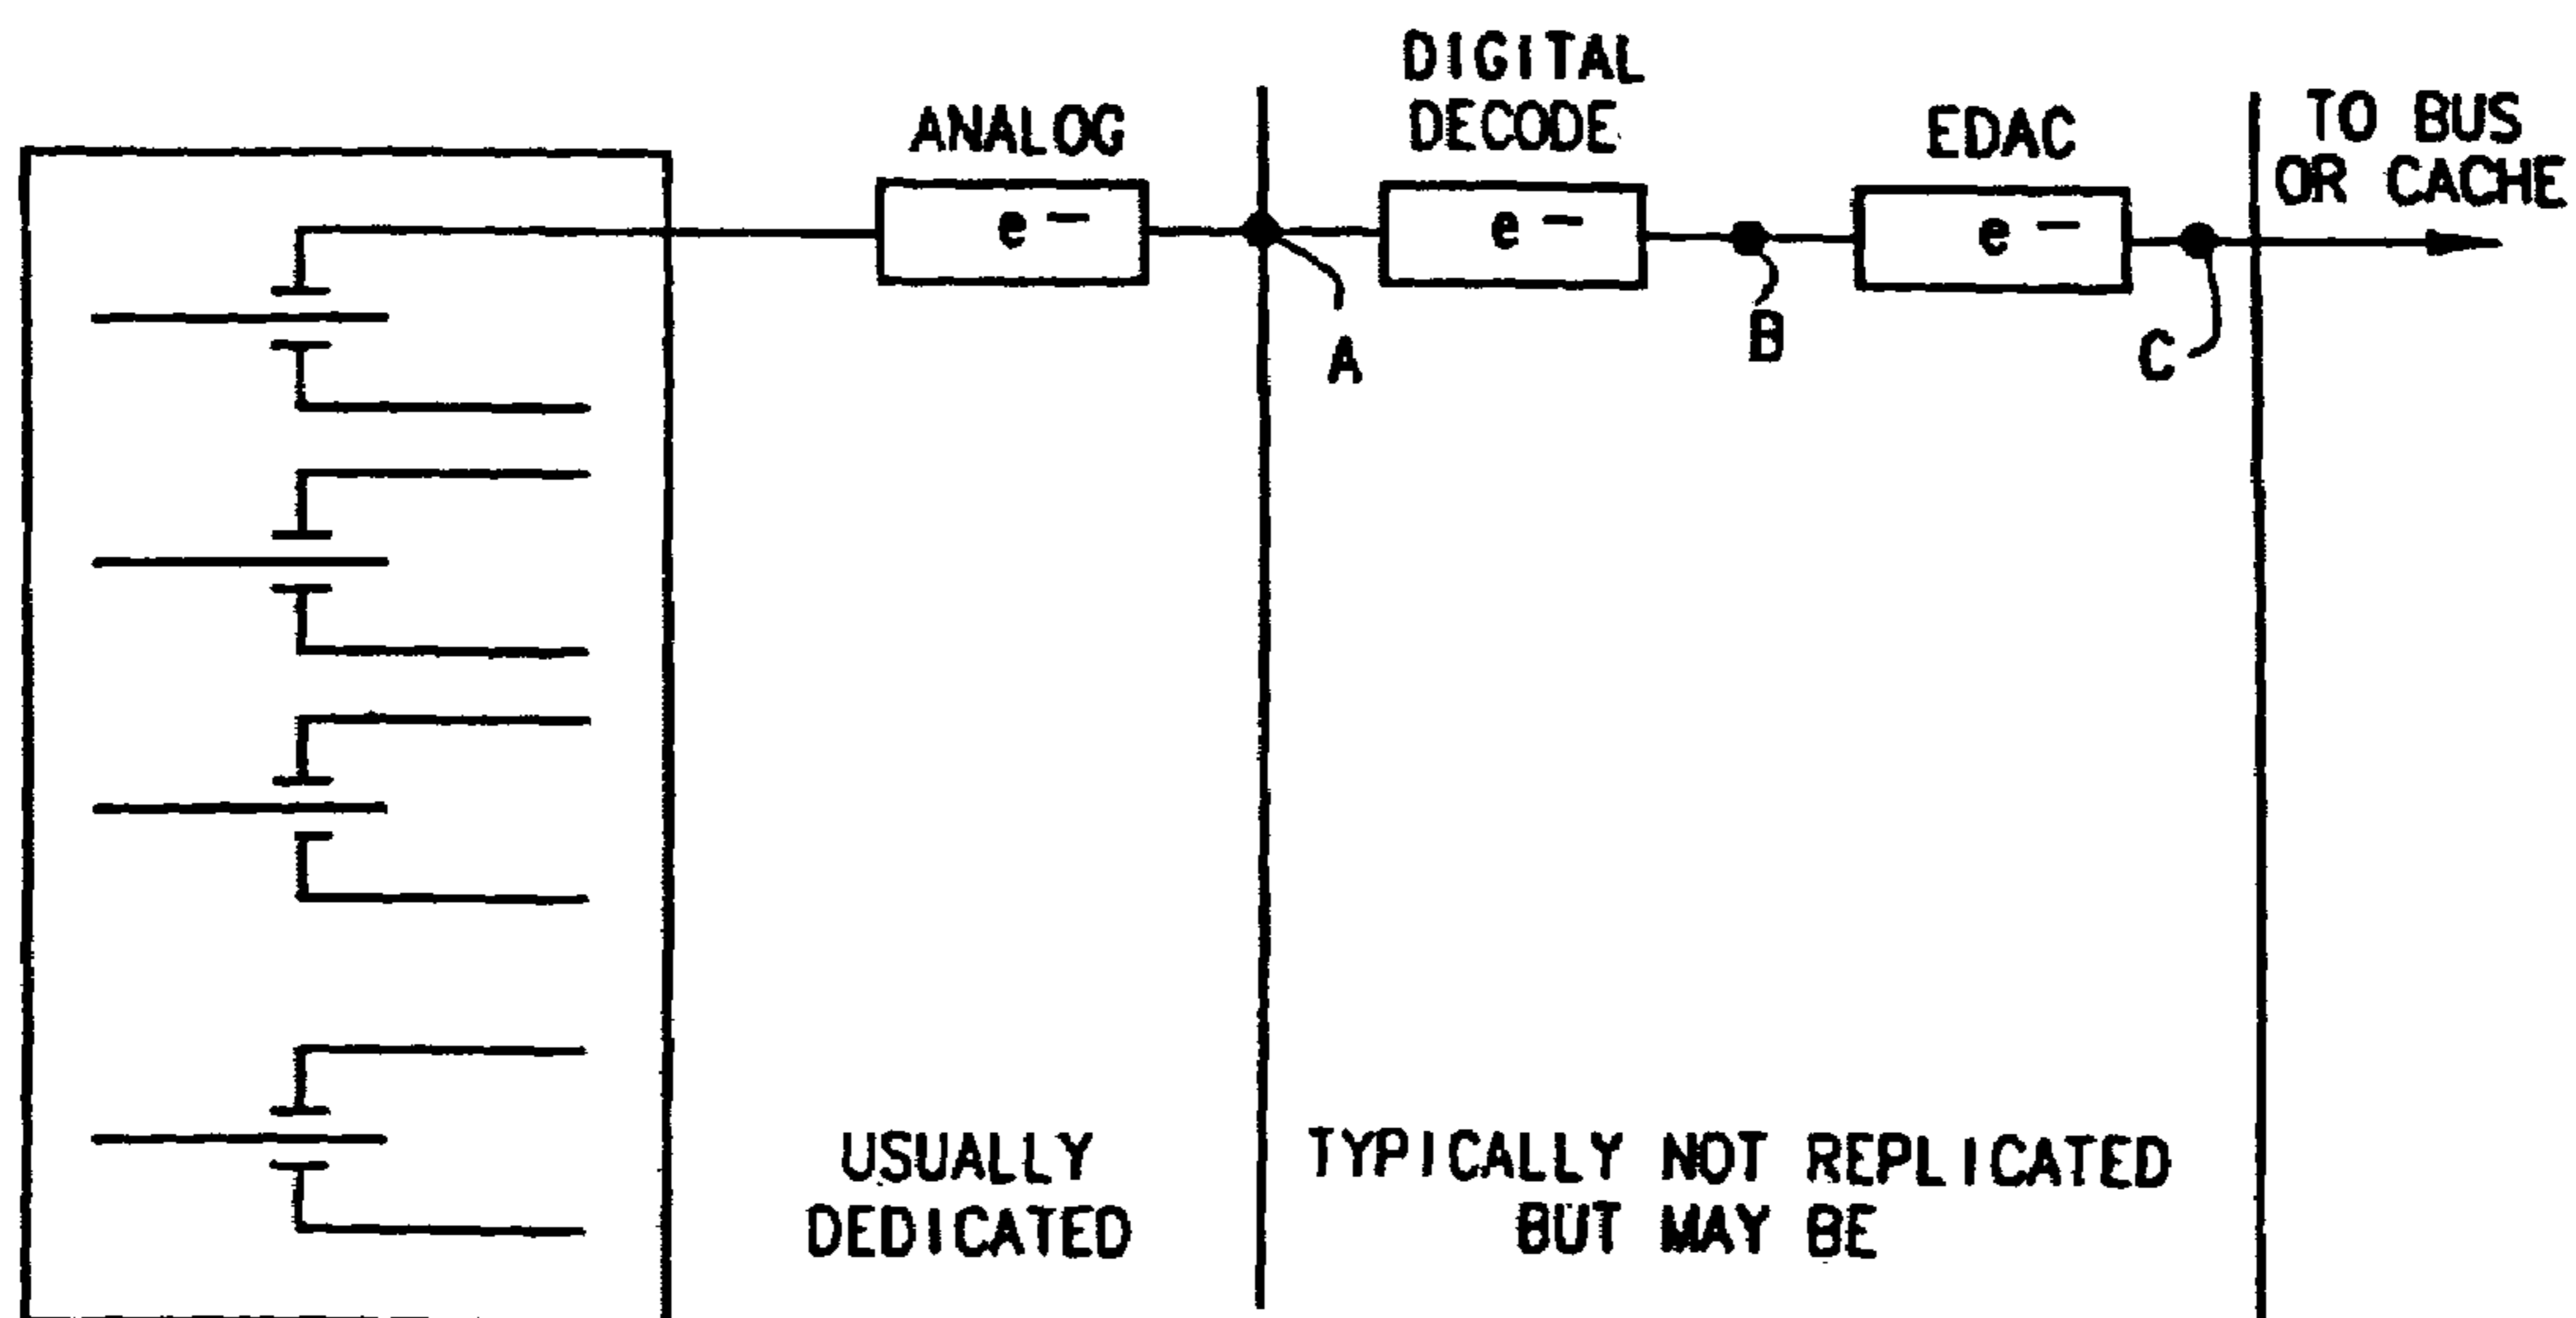 ANALOG
e –
DIGITAL
DECODE
e –
EDAC
e –
TO BUS
OR CACHE
A
B
C
USUALLY
DEDICATED
TYPICALLY NOT REPLICATED
BUT MAY BE